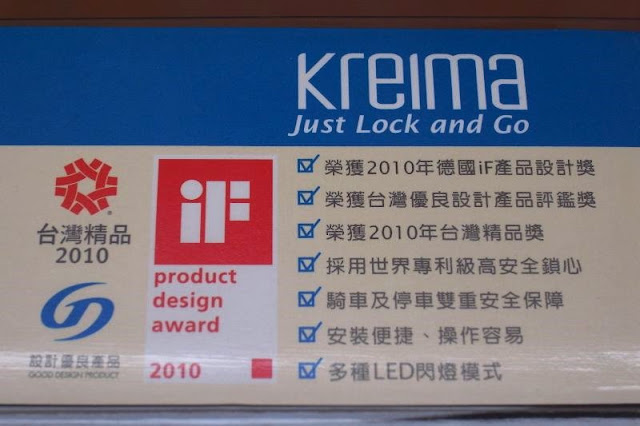 Kreima
Just Lock and Go
台灣精品
2010
設計優良產品
GOOD DESIGN PRODUCT
iF
product
design
award
2010
榮獲2010年德國iF產品設計獎
榮獲台灣優良設計產品評鑑獎
榮獲2010年台灣精品獎
採用世界專利級高安全鎖心
騎車及停車雙重安全保障
安裝便捷、操作容易
多種LED閃燈模式